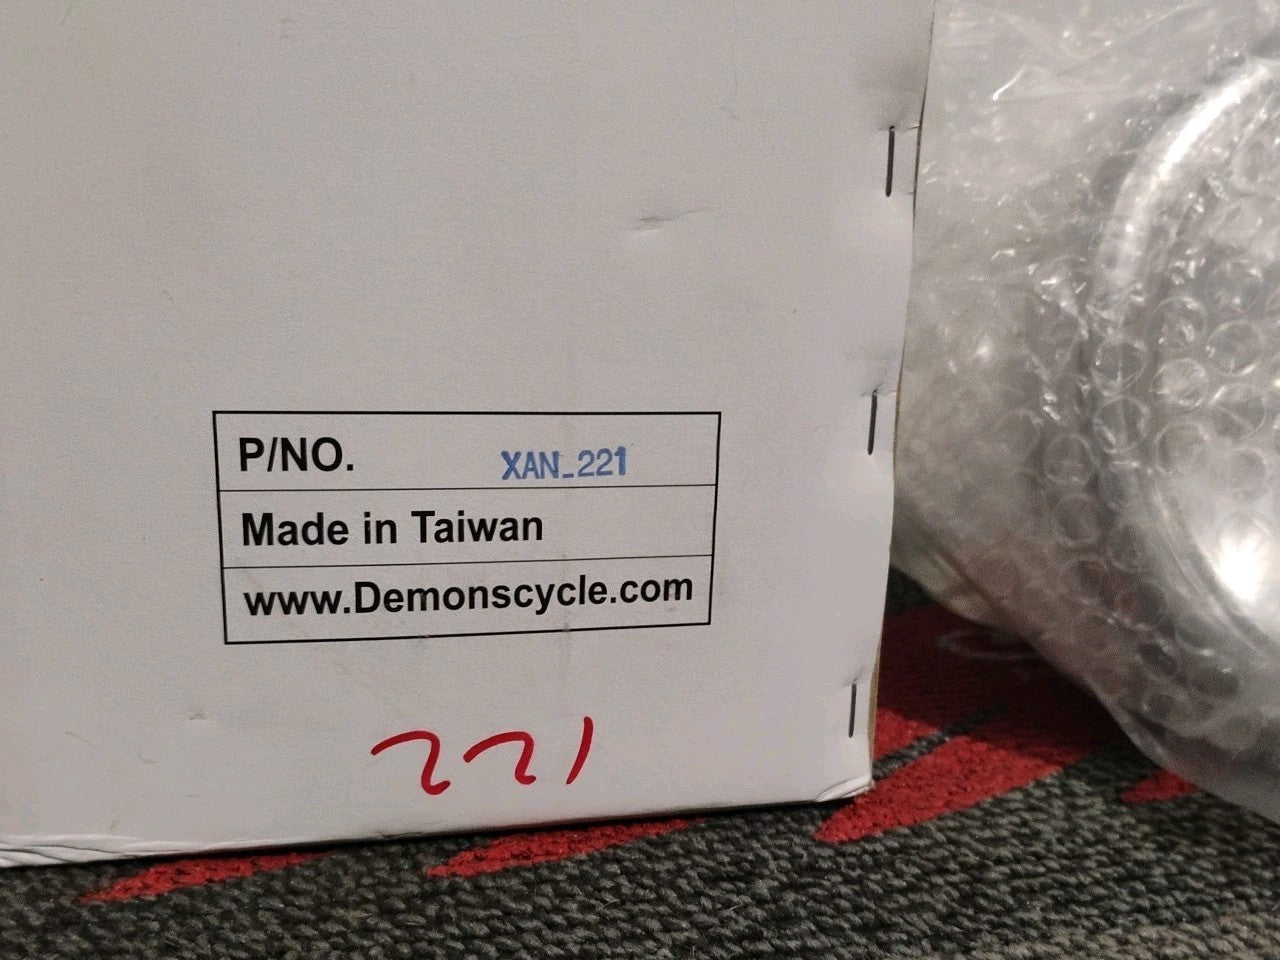 P/NO. XAN_221
Made in Taiwan
www.Demonscycle.com
221